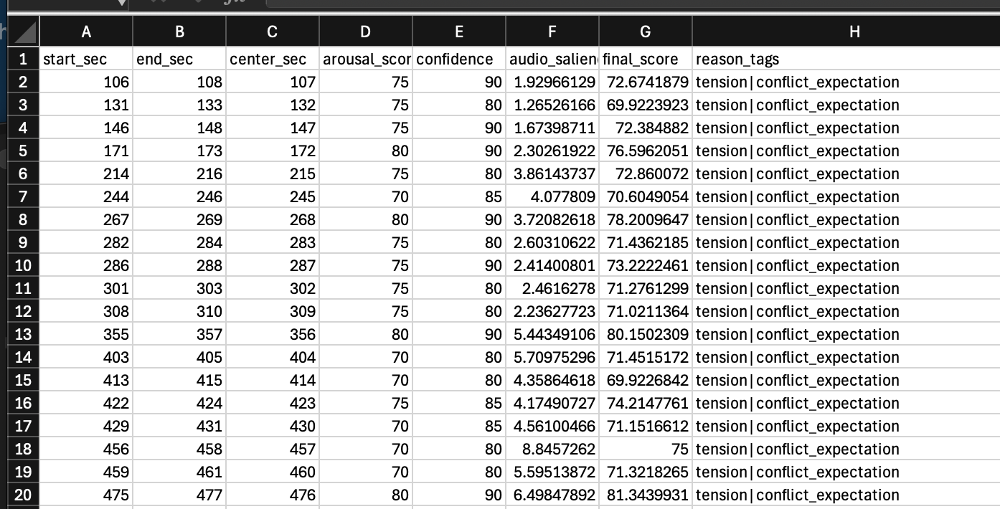 A B C D E F G H
1 start_sec end_sec center_sec arousal_scor confidence audio_salien final_score reason_tags
2 106 108 107 75 90 1.92966129 72.6741879 tension|conflict_expectation
3 131 133 132 75 80 1.26526166 69.9223923 tension|conflict_expectation
4 146 148 147 75 90 1.67398711 72.384882 tension|conflict_expectation
5 171 173 172 80 90 2.30261922 76.5962051 tension|conflict_expectation
6 214 216 215 75 80 3.86143737 72.860072 tension|conflict_expectation
7 244 246 245 70 85 4.077809 70.6049054 tension|conflict_expectation
8 267 269 268 80 90 3.72082618 78.2009647 tension|conflict_expectation
9 282 284 283 75 80 2.60310622 71.4362185 tension|conflict_expectation
10 286 288 287 75 90 2.41400801 73.2222461 tension|conflict_expectation
11 301 303 302 75 80 2.4616278 71.2761299 tension|conflict_expectation
12 308 310 309 75 80 2.23627723 71.0211364 tension|conflict_expectation
13 355 357 356 80 90 5.44349106 80.1502309 tension|conflict_expectation
14 403 405 404 70 80 5.70975296 71.4515172 tension|conflict_expectation
15 413 415 414 70 80 4.35864618 69.9226842 tension|conflict_expectation
16 422 424 423 75 85 4.17490727 74.2147761 tension|conflict_expectation
17 429 431 430 70 85 4.56100466 71.1516612 tension|conflict_expectation
18 456 458 457 70 80 8.8457262 75 tension|conflict_expectation
19 459 461 460 70 80 5.59513872 71.3218265 tension|conflict_expectation
20 475 477 476 80 90 6.49847892 81.3439931 tension|conflict_expectation